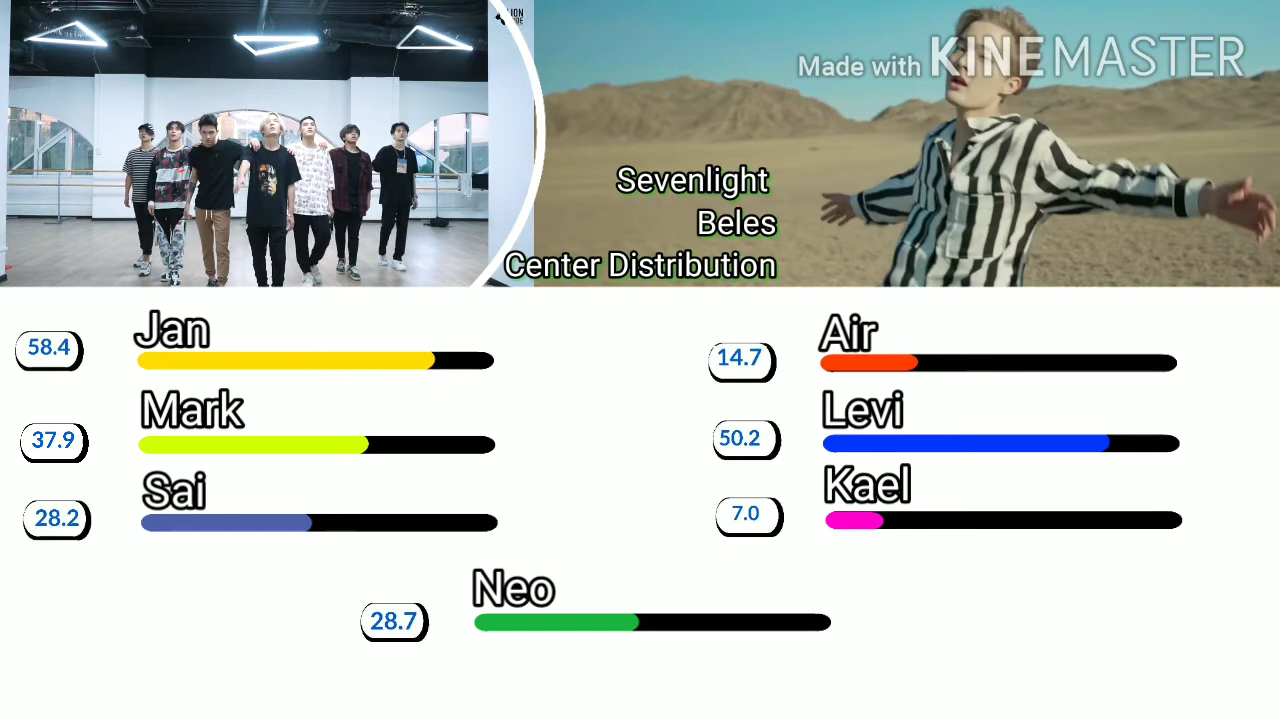 Made with KINEMASTER
Sevenlight
Beles
Center Distribution
Jan
58.4
Mark
37.9
Sai
28.2
Air
14.7
Levi
50.2
Kael
7.0
Neo
28.7